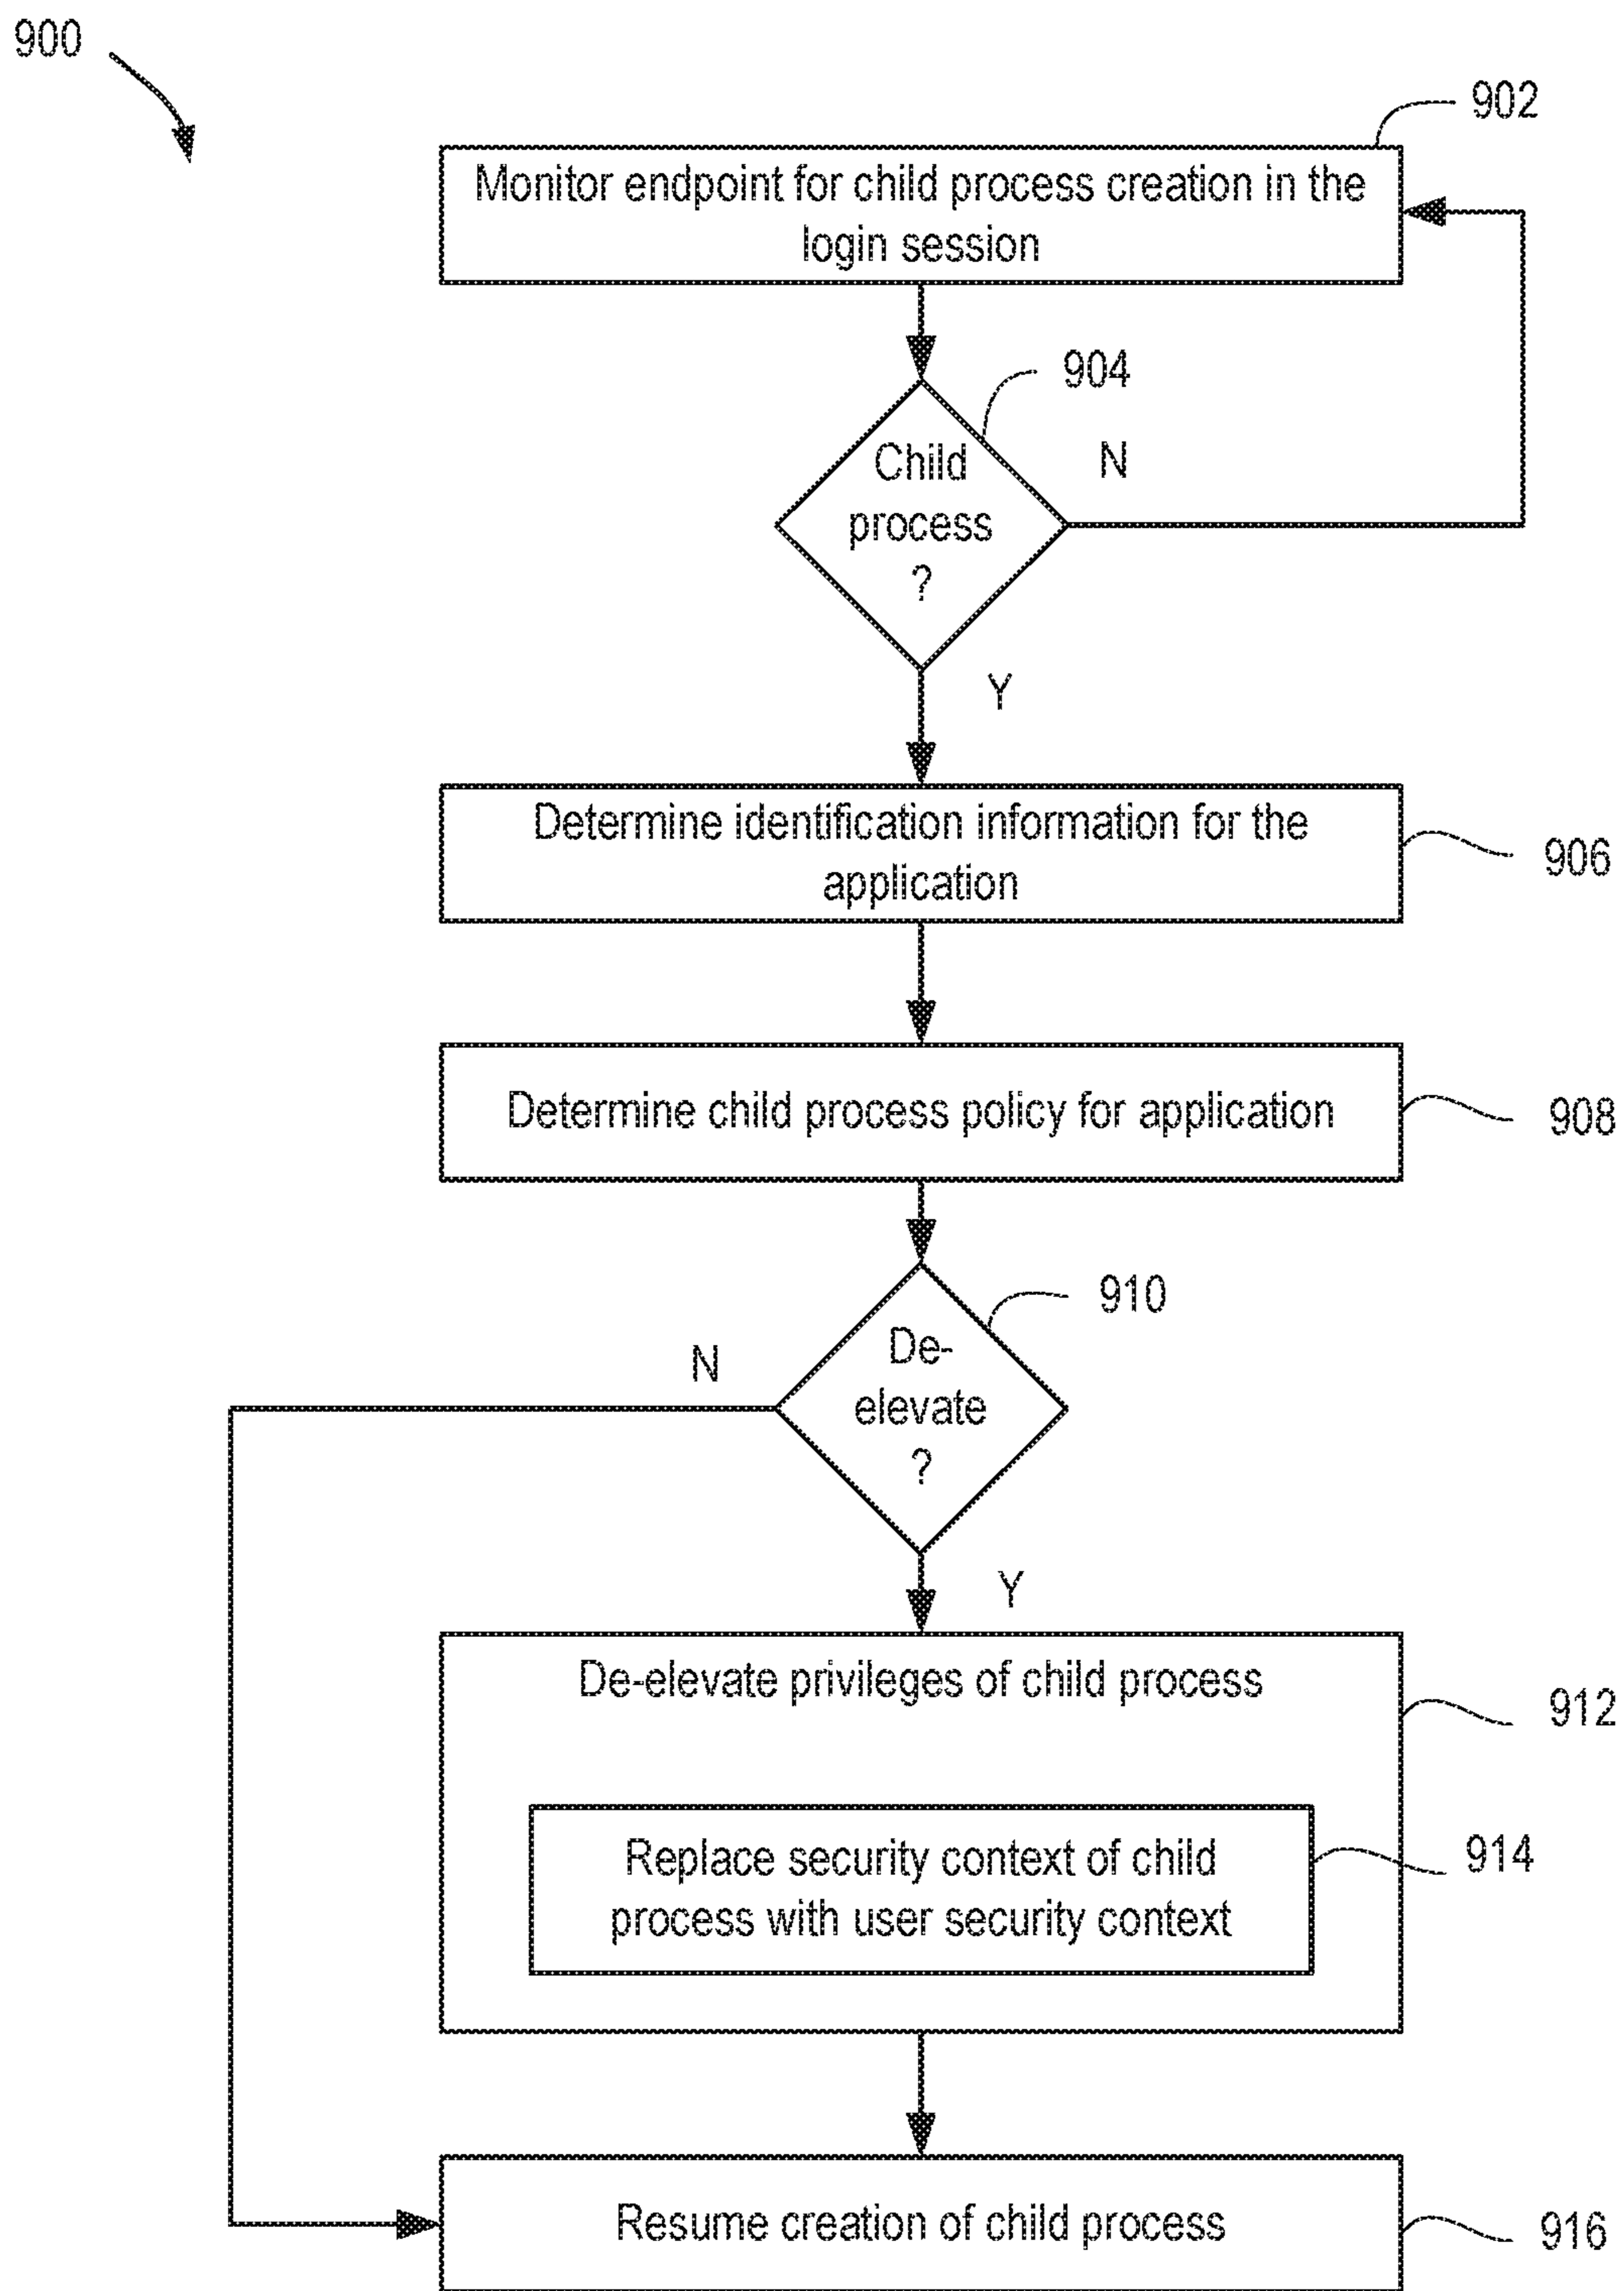 900
902
Monitor endpoint for child process creation in the
login session
904
Child
process
?
N
Y
Determine identification information for the
application
906
Determine child process policy for application
908
910
De-
elevate
?
N
Y
De-elevate privileges of child process
912
Replace security context of child
process with user security context
914
Resume creation of child process
916